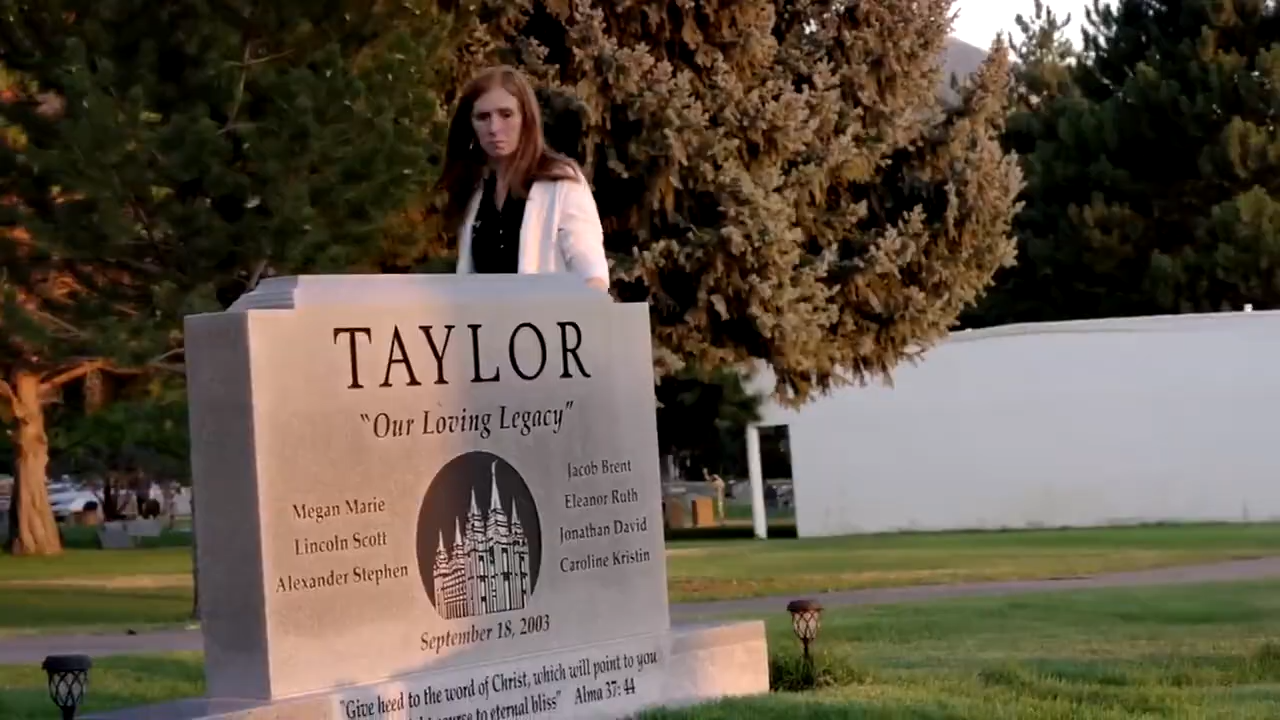 TAYLOR
"Our Loving Legacy"
Megan Marie
Lincoln Scott
Alexander Stephen
Jacob Brent
Eleanor Ruth
Jonathan David
Caroline Kristin
September 18, 2003
"Give heed to the word of Christ, which will point to you
course to eternal bliss" Alma 37: 44